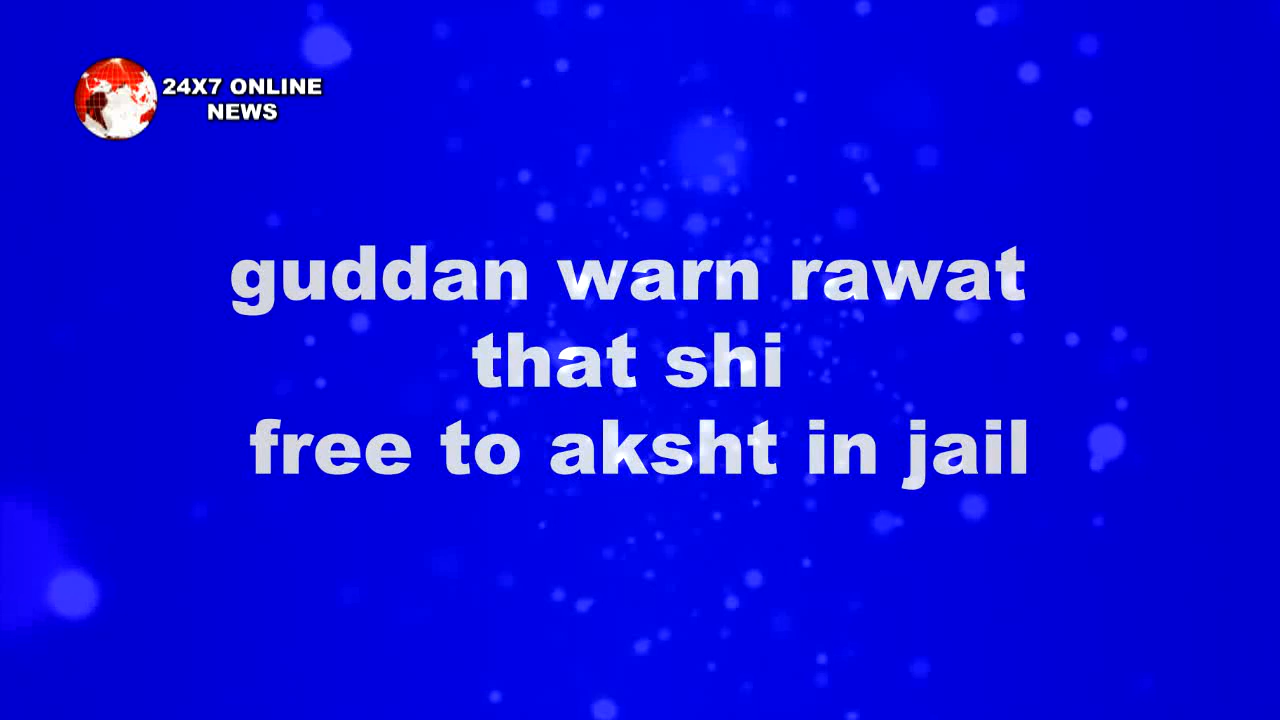 24X7 ONLINE
NEWS
guddan warn rawat
that shi
free to aksht in jail